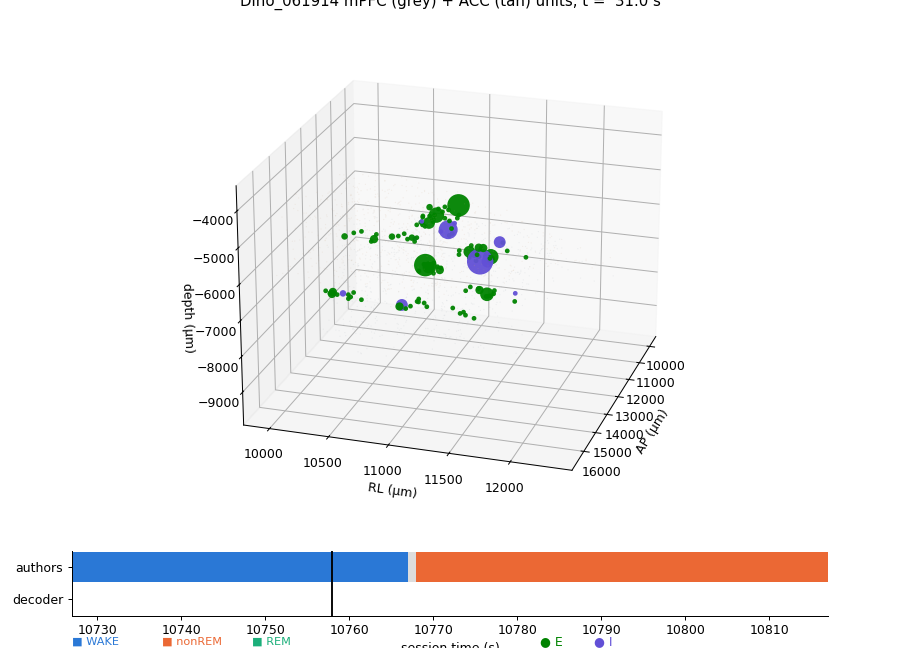 Dino_061914 mPFC (grey) + ACC (tan) units, t = 31.0 s
−4000
−5000
−6000
−7000
−8000
−9000
depth (μm)
10000
10500
11000
11500
12000
RL (μm)
10000
11000
12000
13000
14000
15000
16000
AP (μm)
authors
decoder
10730 10740 10750 10760 10770 10780 10790 10800 10810
session time (s)
WAKE nonREM REM E I